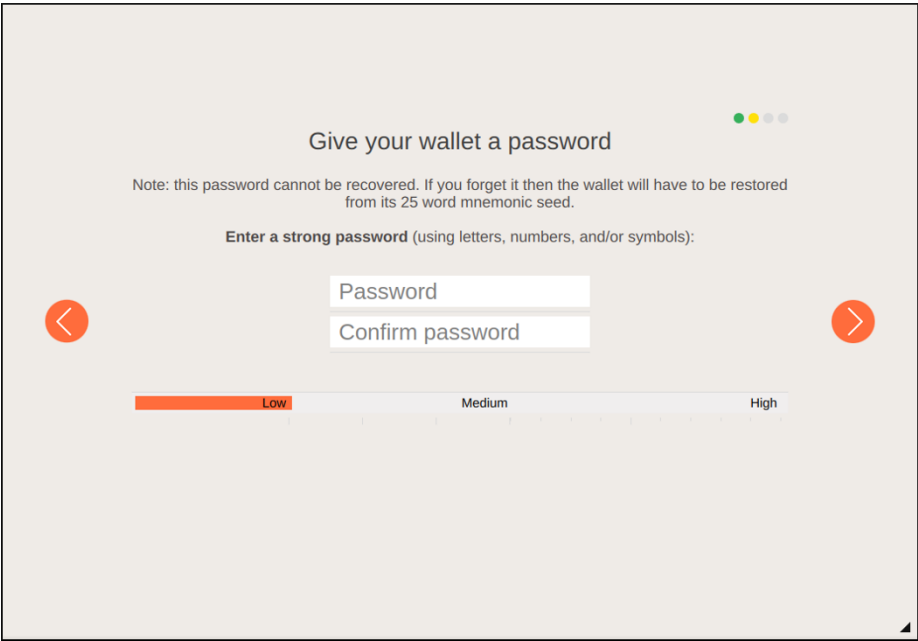 Give your wallet a password
Note: this password cannot be recovered. If you forget it then the wallet will have to be restored
from its 25 word mnemonic seed.
Enter a strong password (using letters, numbers, and/or symbols):
Password
Confirm password
Low Medium High